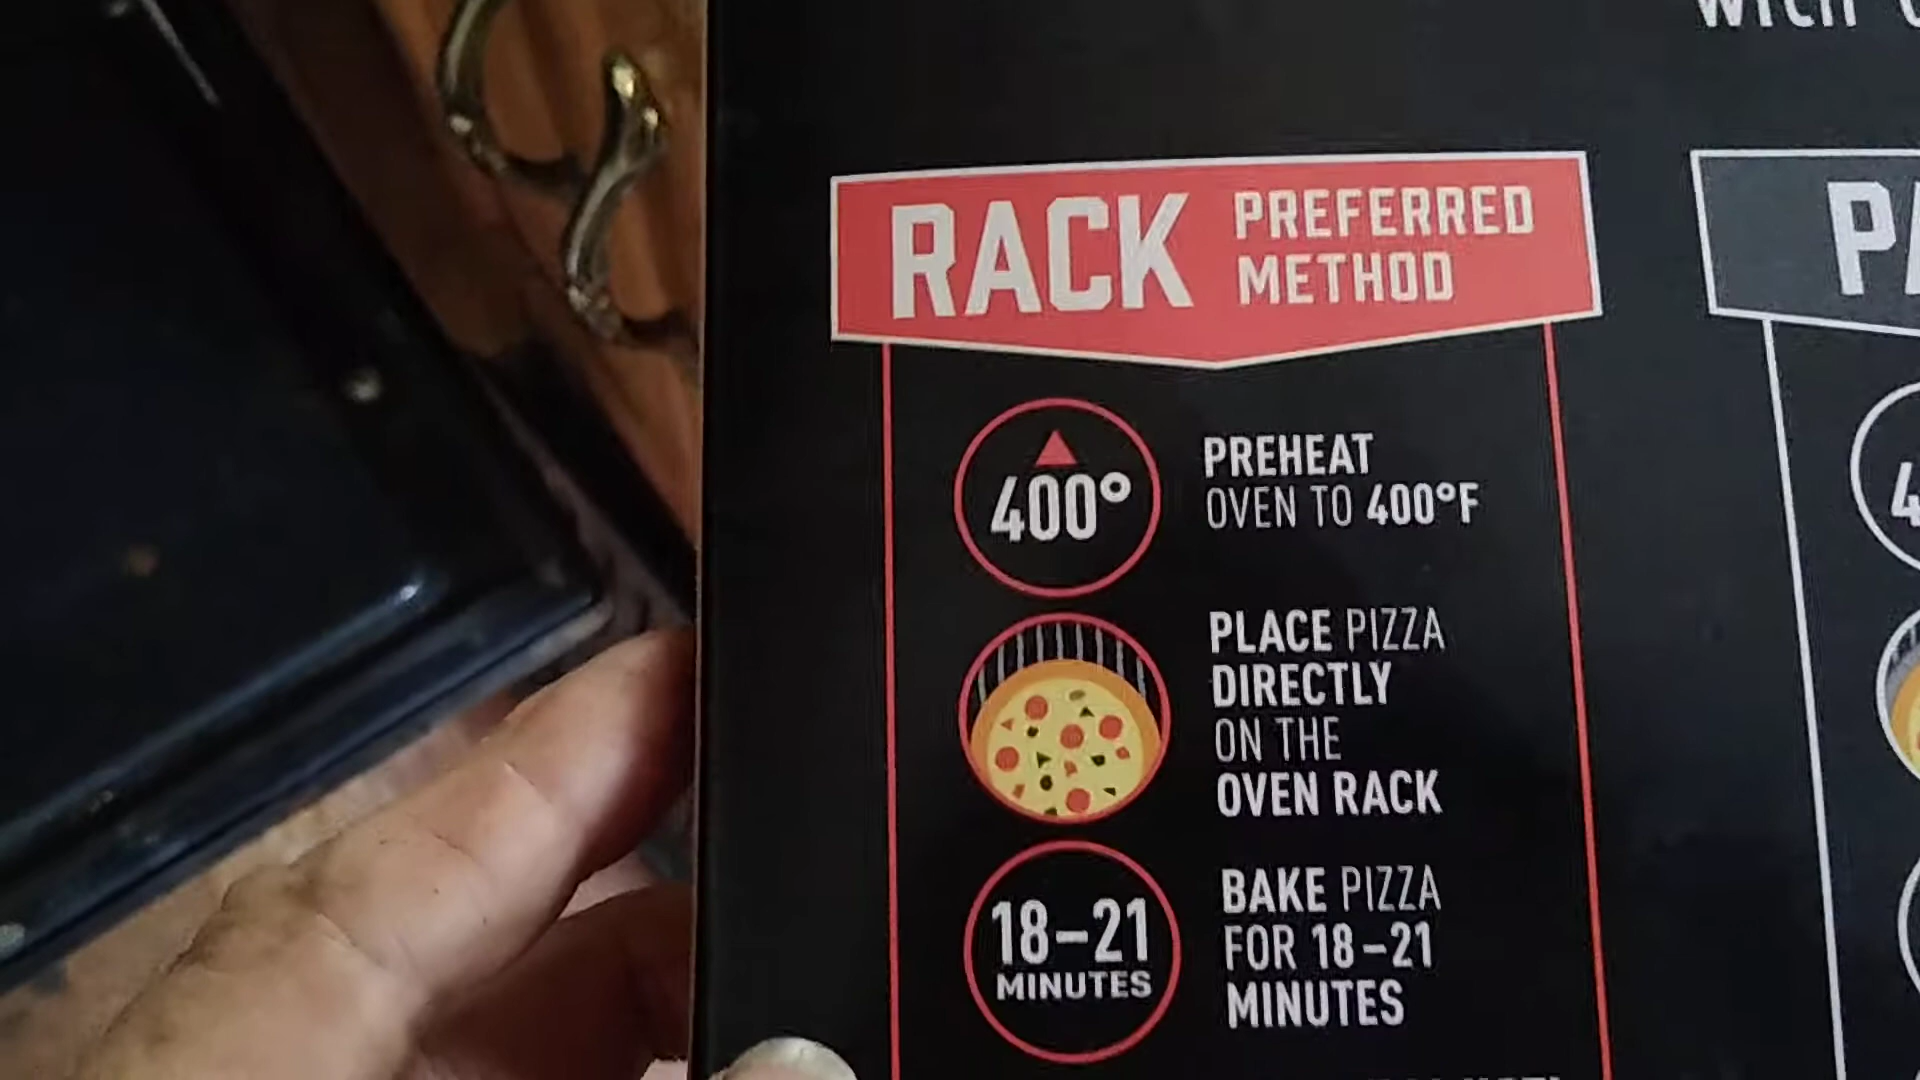 RACK PREFERRED
METHOD
400°
PREHEAT
OVEN TO 400°F
PLACE PIZZA
DIRECTLY
ON THE
OVEN RACK
18–21
MINUTES
BAKE PIZZA
FOR 18–21
MINUTES